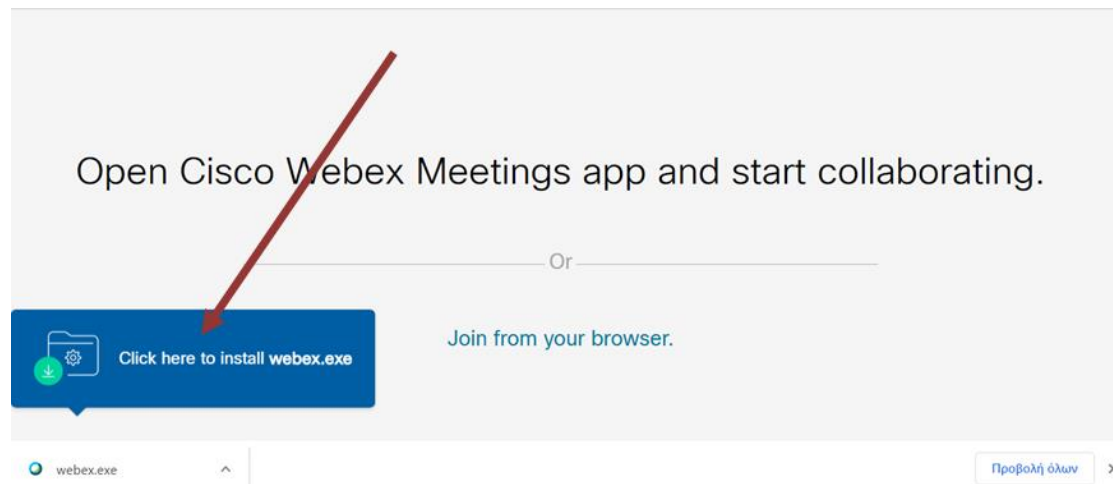 Open Cisco Webex Meetings app and start collaborating.
Or
Join from your browser.
Click here to install webex.exe
webex.exe
Προβολή όλων